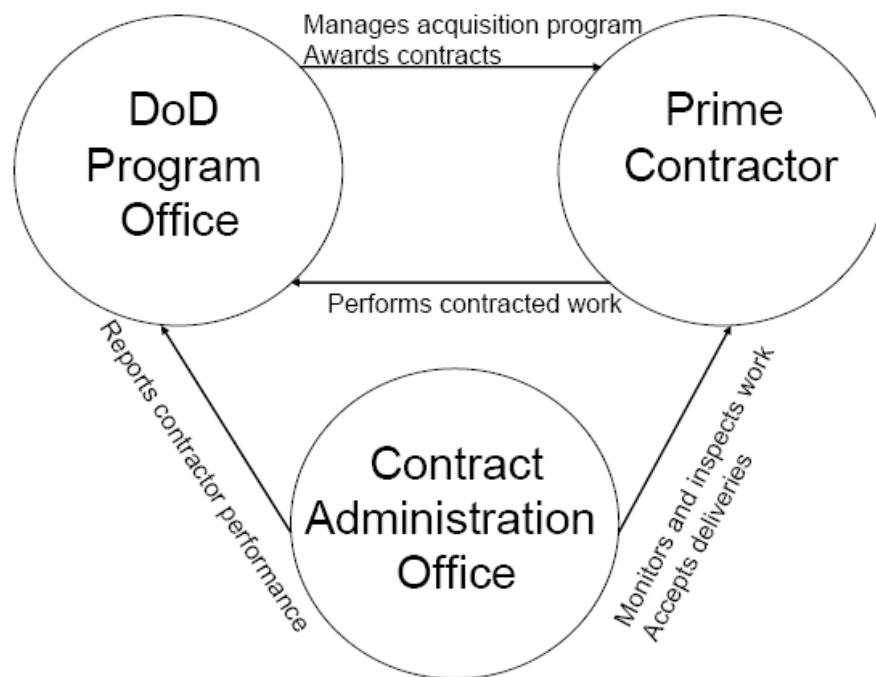 Manages acquisition program
Awards contracts
DoD
Program
Office
Prime
Contractor
Performs contracted work
Reports contractor performance
Monitors and inspects work
Accepts deliveries
Contract
Administration
Office